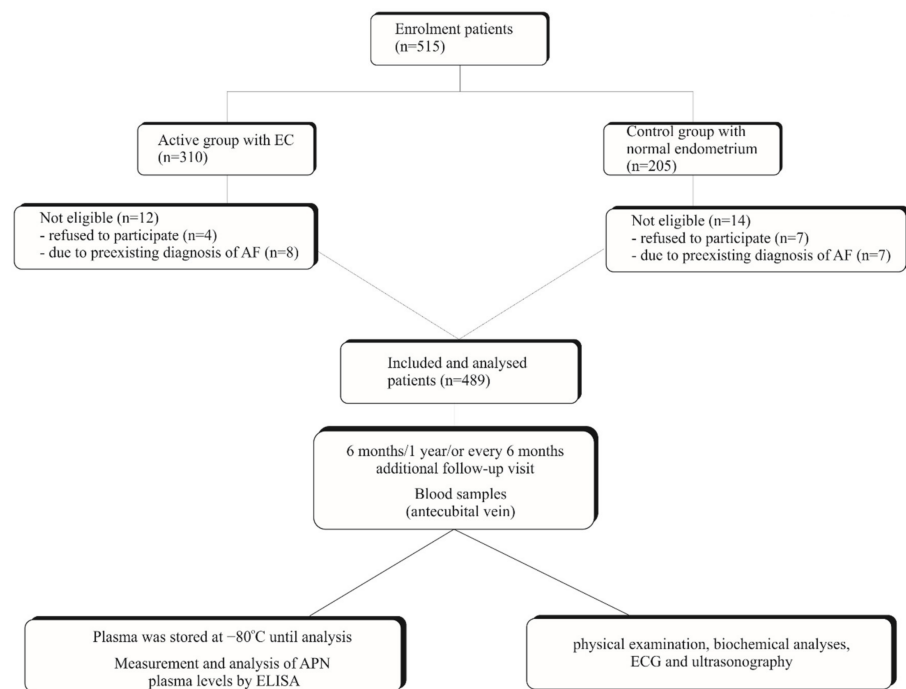 Enrolment patients
(n=515)
Active group with EC
(n=310)
Control group with
normal endometrium
(n=205)
Not eligible (n=12)
- refused to participate (n=4)
- due to preexisting diagnosis of AF (n=8)
Not eligible (n=14)
- refused to participate (n=7)
- due to preexisting diagnosis of AF (n=7)
Included and analysed
patients (n=489)
6 months/1 year/or every 6 months
additional follow-up visit
Blood samples
(antecubital vein)
Plasma was stored at −80°C until analysis
Measurement and analysis of APN
plasma levels by ELISA
physical examination, biochemical analyses,
ECG and ultrasonography